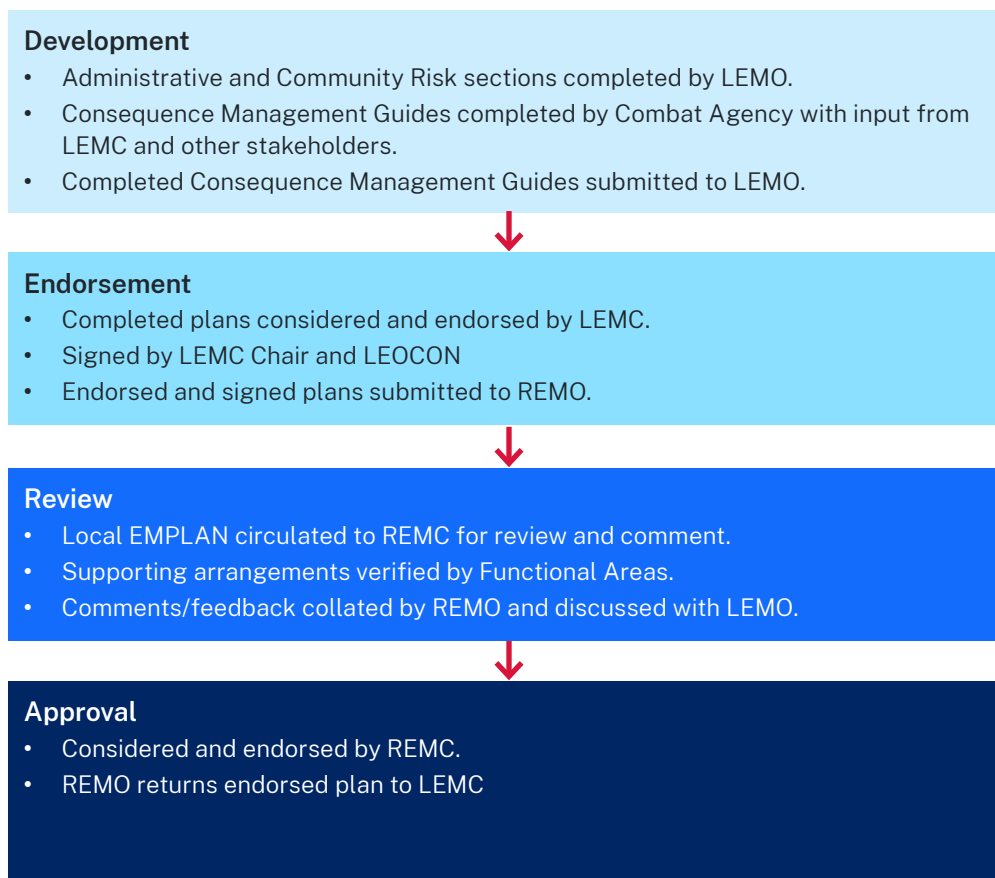 Development
• Administrative and Community Risk sections completed by LEMO.
• Consequence Management Guides completed by Combat Agency with input from
LEMC and other stakeholders.
• Completed Consequence Management Guides submitted to LEMO.
Endorsement
• Completed plans considered and endorsed by LEMC.
• Signed by LEMC Chair and LEOCON
• Endorsed and signed plans submitted to REMO.
Review
• Local EMPLAN circulated to REMC for review and comment.
• Supporting arrangements verified by Functional Areas.
• Comments/feedback collated by REMO and discussed with LEMO.
Approval
• Considered and endorsed by REMC.
• REMO returns endorsed plan to LEMC